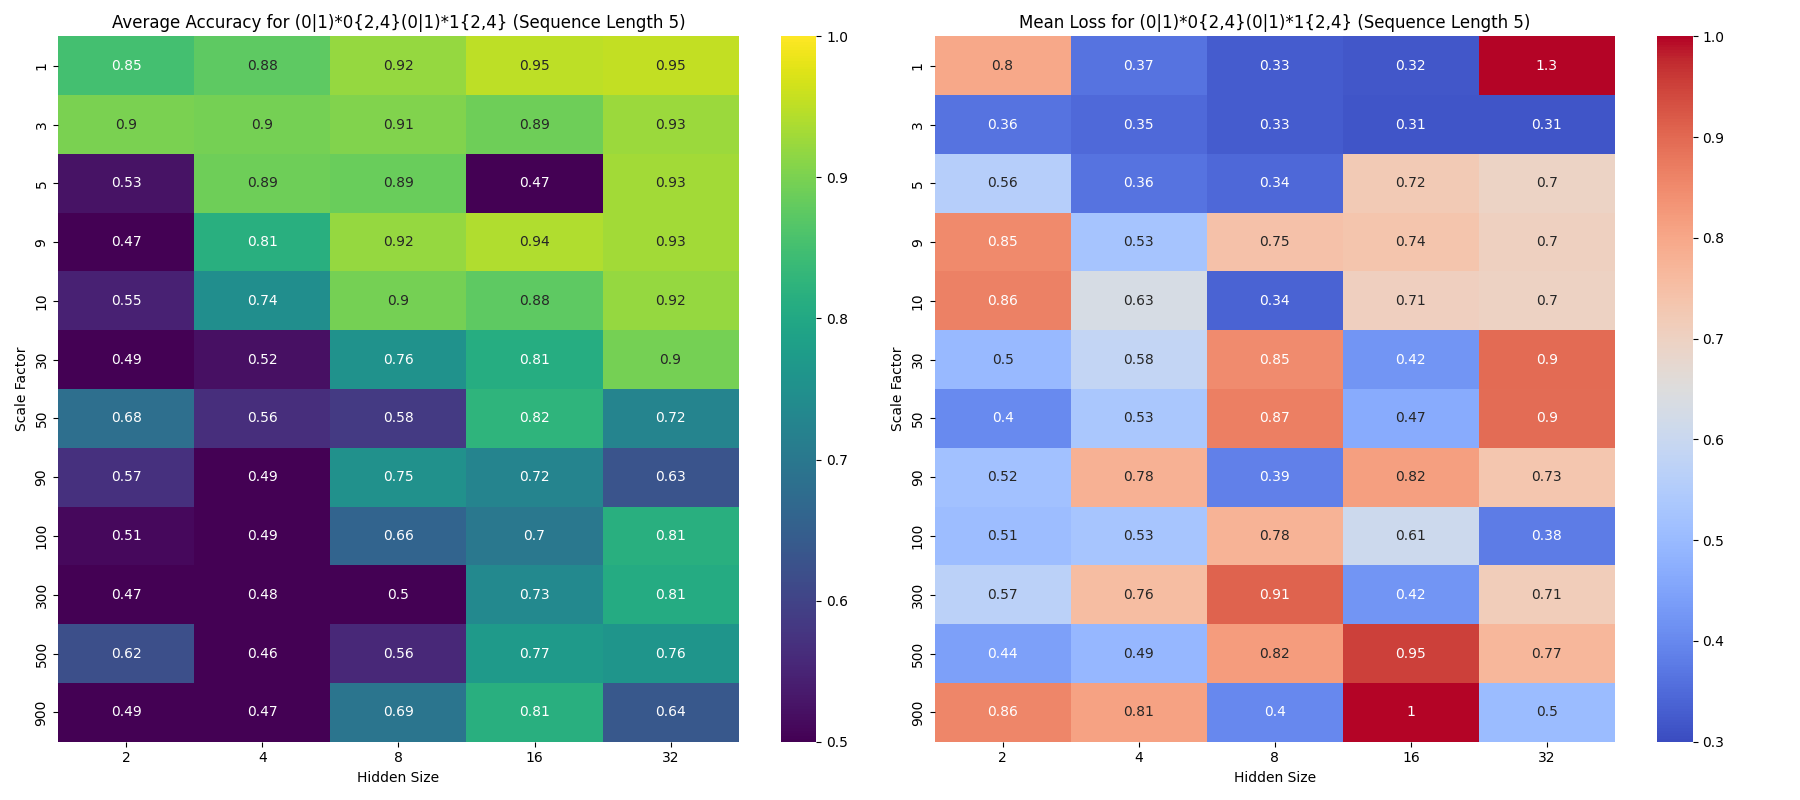 Average Accuracy for (0|1)*0{2,4}(0|1)*1{2,4} (Sequence Length 5)
Scale Factor
1 0.85 0.88 0.92 0.95 0.95
3 0.9 0.9 0.91 0.89 0.93
5 0.53 0.89 0.89 0.47 0.93
9 0.47 0.81 0.92 0.94 0.93
10 0.55 0.74 0.9 0.88 0.92
30 0.49 0.52 0.76 0.81 0.9
50 0.68 0.56 0.58 0.82 0.72
90 0.57 0.49 0.75 0.72 0.63
100 0.51 0.49 0.66 0.7 0.81
300 0.47 0.48 0.5 0.73 0.81
500 0.62 0.46 0.56 0.77 0.76
900 0.49 0.47 0.69 0.81 0.64
2 4 8 16 32
Hidden Size
1.0
0.9
0.8
0.7
0.6
0.5
Mean Loss for (0|1)*0{2,4}(0|1)*1{2,4} (Sequence Length 5)
Scale Factor
1 0.8 0.37 0.33 0.32 1.3
3 0.36 0.35 0.33 0.31 0.31
5 0.56 0.36 0.34 0.72 0.7
9 0.85 0.53 0.75 0.74 0.7
10 0.86 0.63 0.34 0.71 0.7
30 0.5 0.58 0.85 0.42 0.9
50 0.4 0.53 0.87 0.47 0.9
90 0.52 0.78 0.39 0.82 0.73
100 0.51 0.53 0.78 0.61 0.38
300 0.57 0.76 0.91 0.42 0.71
500 0.44 0.49 0.82 0.95 0.77
900 0.86 0.81 0.4 1 0.5
2 4 8 16 32
Hidden Size
1.0
0.9
0.8
0.7
0.6
0.5
0.4
0.3